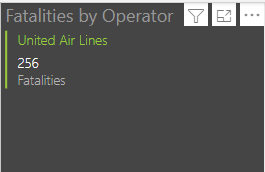 Fatalities by Operator
United Air Lines
256
Fatalities